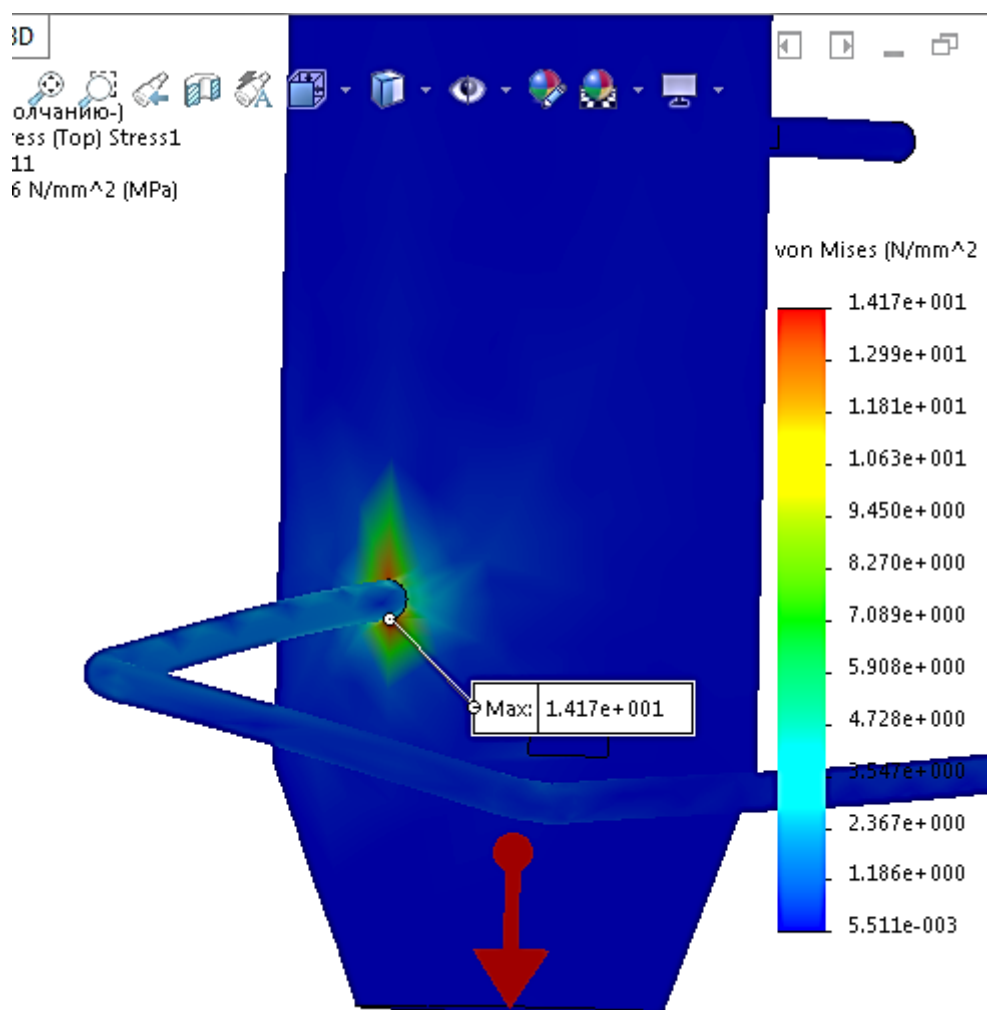 3D
олчанию-)
ress (Top) Stress1
11
6 N/mm^2 (MPa)
von Mises (N/mm^2
1.417e+001
1.299e+001
1.181e+001
1.063e+001
9.450e+000
8.270e+000
7.089e+000
5.908e+000
4.728e+000
3.547e+000
2.367e+000
1.186e+000
5.511e-003
Max: 1.417e+001